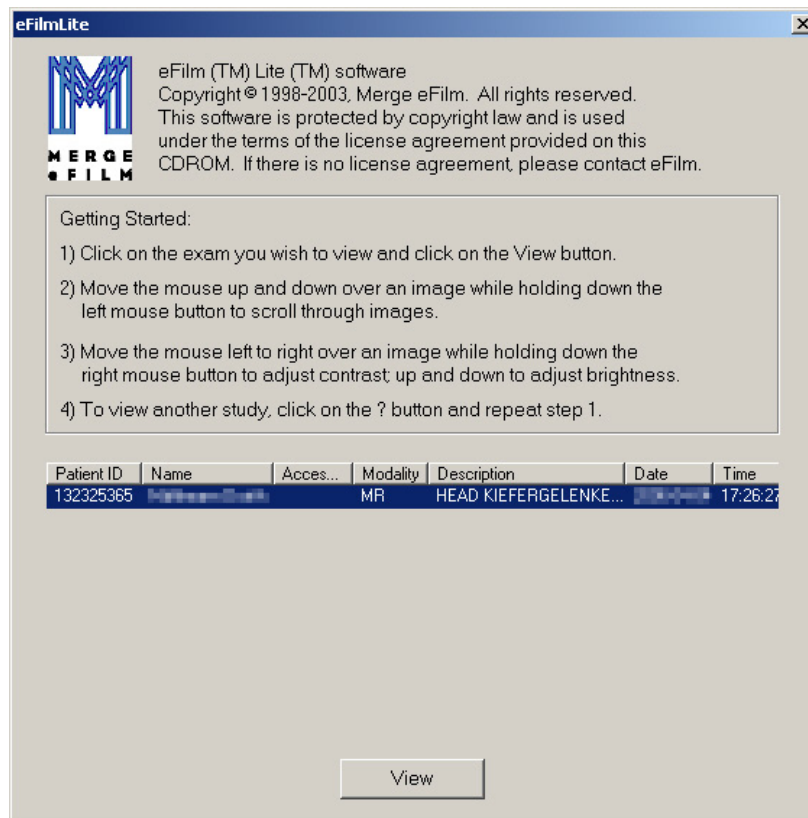 eFilmLite
MERGE
eFILM
eFilm (TM) Lite (TM) software
Copyright © 1998-2003, Merge eFilm. All rights reserved.
This software is protected by copyright law and is used
under the terms of the license agreement provided on this
CDROM. If there is no license agreement, please contact eFilm.
Getting Started:
1) Click on the exam you wish to view and click on the View button.
2) Move the mouse up and down over an image while holding down the
left mouse button to scroll through images.
3) Move the mouse left to right over an image while holding down the
right mouse button to adjust contrast; up and down to adjust brightness.
4) To view another study, click on the ? button and repeat step 1.
Patient ID Name Acces... Modality Description Date Time
132325365 MR HEAD KIEFERGELENKE... 17:26:27
View